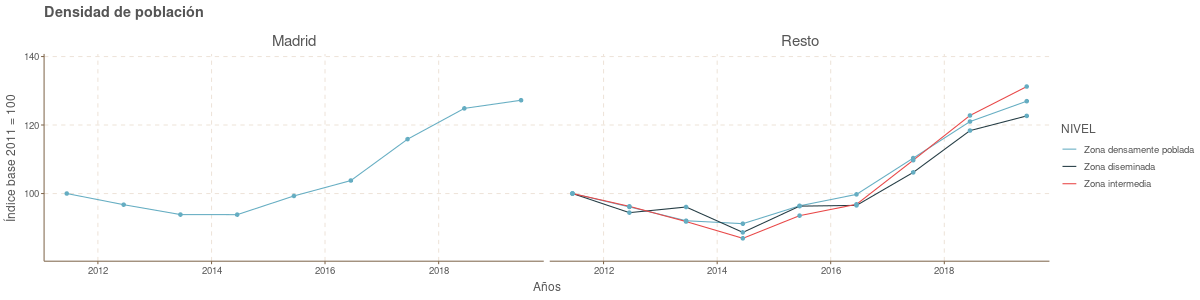 Densidad de población
Madrid
Resto
Índice base 2011 = 100
140
120
100
2012
2014
2016
2018
2012
2014
2016
2018
Años
NIVEL
Zona densamente poblada
Zona diseminada
Zona intermedia